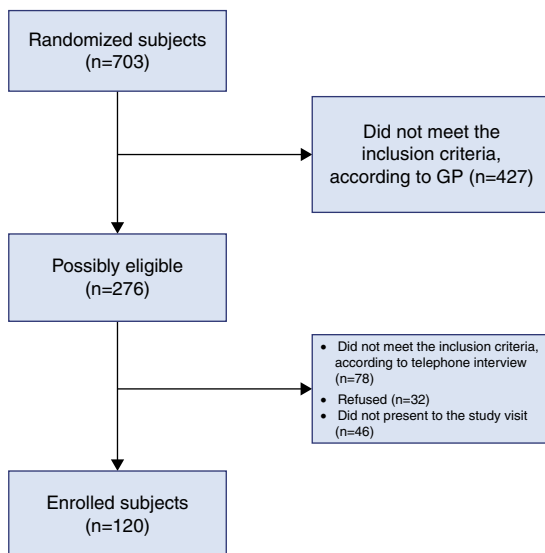 Randomized subjects
(n=703)
Did not meet the
inclusion criteria,
according to GP (n=427)
Possibly eligible
(n=276)
• Did not meet the inclusion criteria,
according to telephone interview
(n=78)
• Refused (n=32)
• Did not present to the study visit
(n=46)
Enrolled subjects
(n=120)